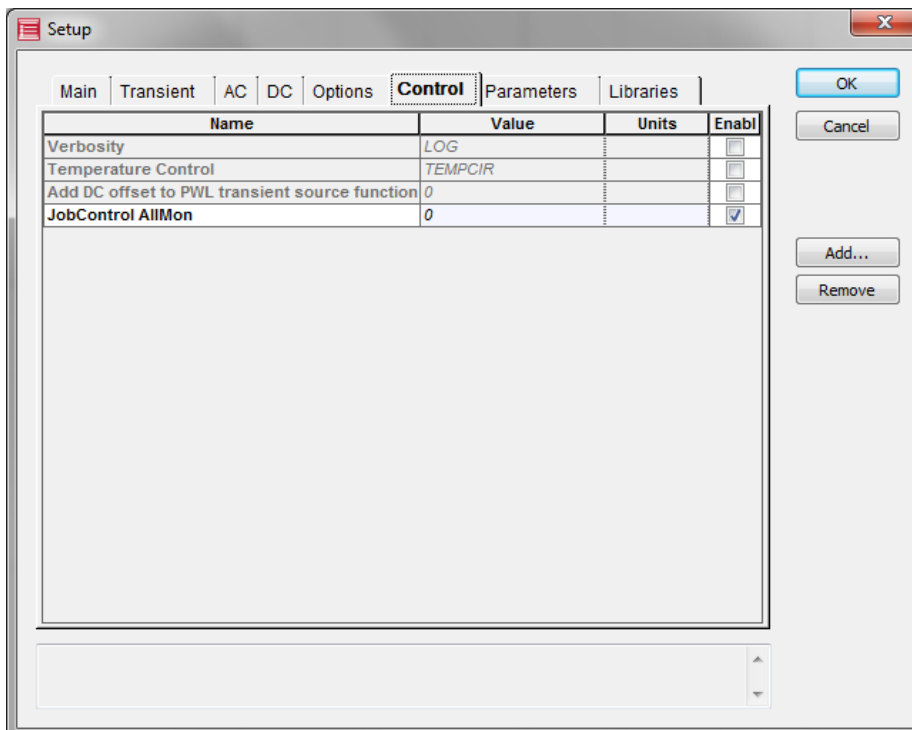 Setup
Main Transient AC DC Options Control Parameters Libraries
OK
Cancel
Name Value Units Enabl
Verbosity LOG
Temperature Control TEMPCIR
Add DC offset to PWL transient source function 0
JobControl AllMon 0
Add...
Remove